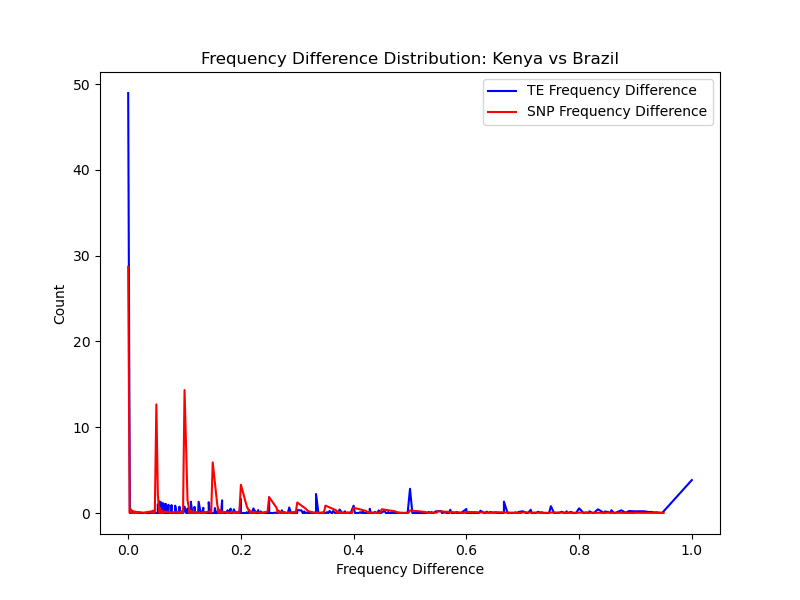 Frequency Difference Distribution: Kenya vs Brazil
TE Frequency Difference
SNP Frequency Difference
50
40
30
20
10
0
Count
0.0 0.2 0.4 0.6 0.8 1.0
Frequency Difference